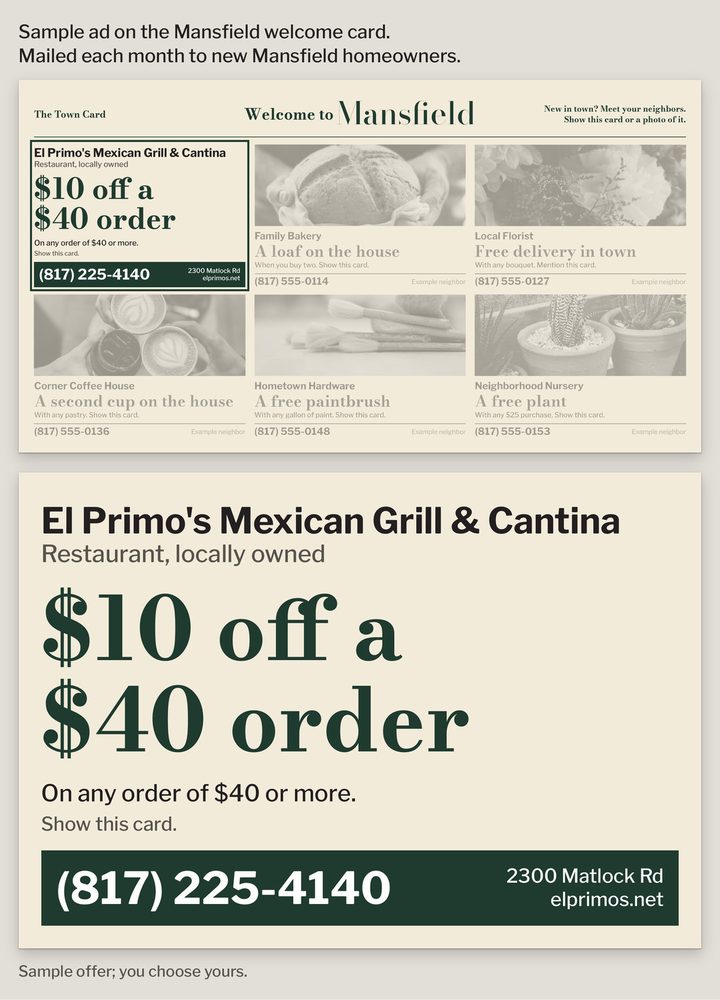 Sample ad on the Mansfield welcome card.
Mailed each month to new Mansfield homeowners.
The Town Card
Welcome to Mansfield
New in town? Meet your neighbors.
Show this card or a photo of it.
El Primo's Mexican Grill & Cantina
Restaurant, locally owned
$10 off a
$40 order
On any order of $40 or more.
Show this card.
(817) 225-4140
2300 Matlock Rd
elprimos.net
Family Bakery
A loaf on the house
When you buy two. Show this card.
(817) 555-0114
Example neighbor
Local Florist
Free delivery in town
With any bouquet. Mention this card.
(817) 555-0127
Example neighbor
Corner Coffee House
A second cup on the house
With any pastry. Show this card.
(817) 555-0136
Example neighbor
Hometown Hardware
A free paintbrush
With any gallon of paint. Show this card.
(817) 555-0148
Example neighbor
Neighborhood Nursery
A free plant
With any $25 purchase. Show this card.
(817) 555-0153
Example neighbor
El Primo's Mexican Grill & Cantina
Restaurant, locally owned
$10 off a
$40 order
On any order of $40 or more.
Show this card.
(817) 225-4140
2300 Matlock Rd
elprimos.net
Sample offer; you choose yours.